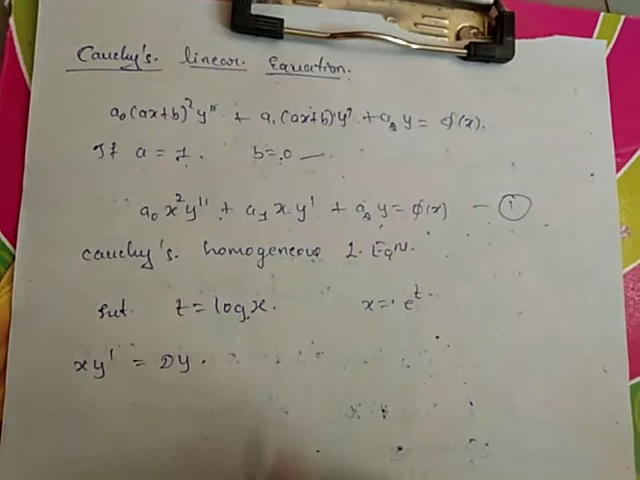 Cauchy's. linear. Equation.
a₀(ax+b)²y" + a₁(ax+b)'y' + a₂y = φ(x).
If a = 1. b = 0 —
a₀x²y'' + a₁x y' + a₂y = φ(x) — ①
Cauchy's. homogeneous L. Eqⁿ.
put t = log x. x = e^t.
xy' = Dy.